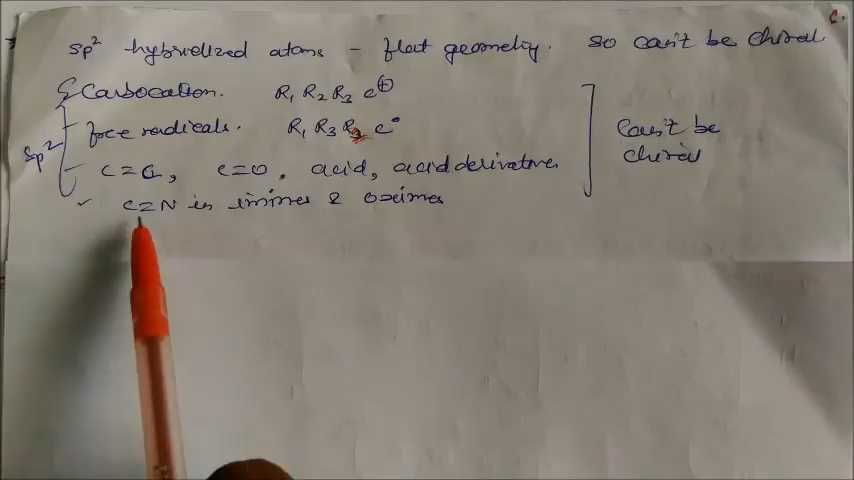 sp² hybridized atoms - flat geometry. so can't be chiral
Carbocation. R₁ R₂ R₃ C⊕
free radicals. R₁ R₃ R₂ C•
sp²
can't be chiral
C=C, C=O, acid, acid derivatives
C=N in imines & oximes